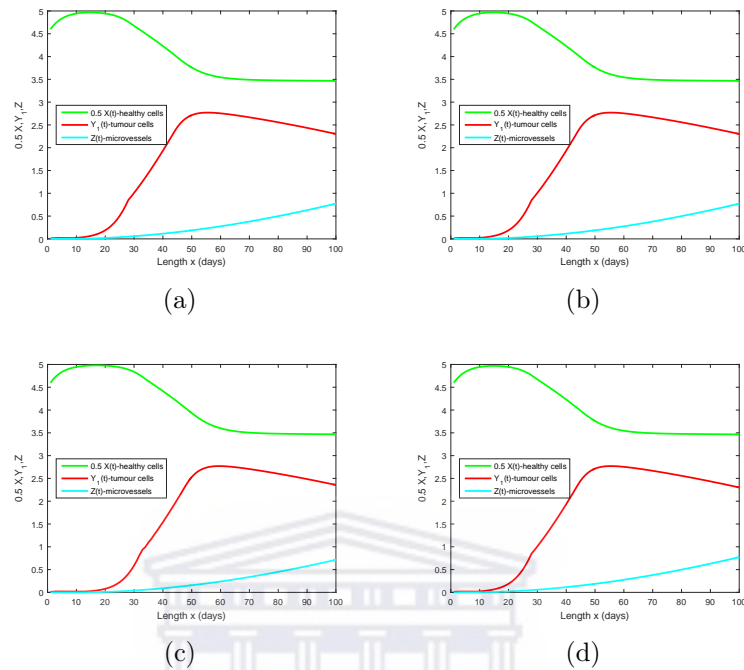 0.5 X,Y1,Z
5
4.5
4
3.5
3
2.5
2
1.5
1
0.5
0
0.5 X(t)-healthy cells
Y1(t)-tumour cells
Z(t)-microvessels
0 10 20 30 40 50 60 70 80 90 100
Length x (days)
(a)
0.5 X,Y1,Z
5
4.5
4
3.5
3
2.5
2
1.5
1
0.5
0
0.5 X(t)-healthy cells
Y1(t)-tumour cells
Z(t)-microvessels
0 10 20 30 40 50 60 70 80 90 100
Length x (days)
(b)
0.5 X,Y1,Z
5
4.5
4
3.5
3
2.5
2
1.5
1
0.5
0
0.5 X(t)-healthy cells
Y1(t)-tumour cells
Z(t)-microvessels
0 10 20 30 40 50 60 70 80 90 100
Length x (days)
(c)
0.5 X,Y1,Z
5
4.5
4
3.5
3
2.5
2
1.5
1
0.5
0
0.5 X(t)-healthy cells
Y1(t)-tumour cells
Z(t)-microvessels
0 10 20 30 40 50 60 70 80 90 100
Length x (days)
(d)